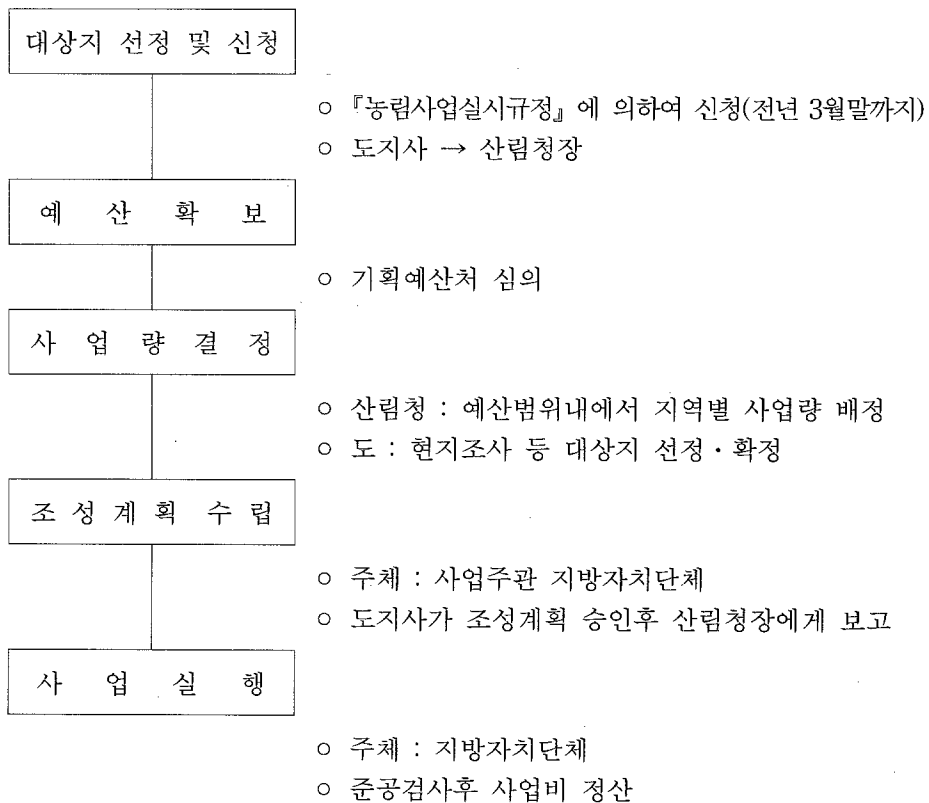 대상지 선정 및 신청
○ 『농림사업실시규정』에 의하여 신청(전년 3월말까지)
○ 도지사 → 산림청장
예 산 확 보
○ 기획예산처 심의
사 업 량 결 정
○ 산림청 : 예산범위내에서 지역별 사업량 배정
○ 도 : 현지조사 등 대상지 선정·확정
조 성 계 획 수 립
○ 주체 : 사업주관 지방자치단체
○ 도지사가 조성계획 승인후 산림청장에게 보고
사 업 실 행
○ 주체 : 지방자치단체
○ 준공검사후 사업비 정산